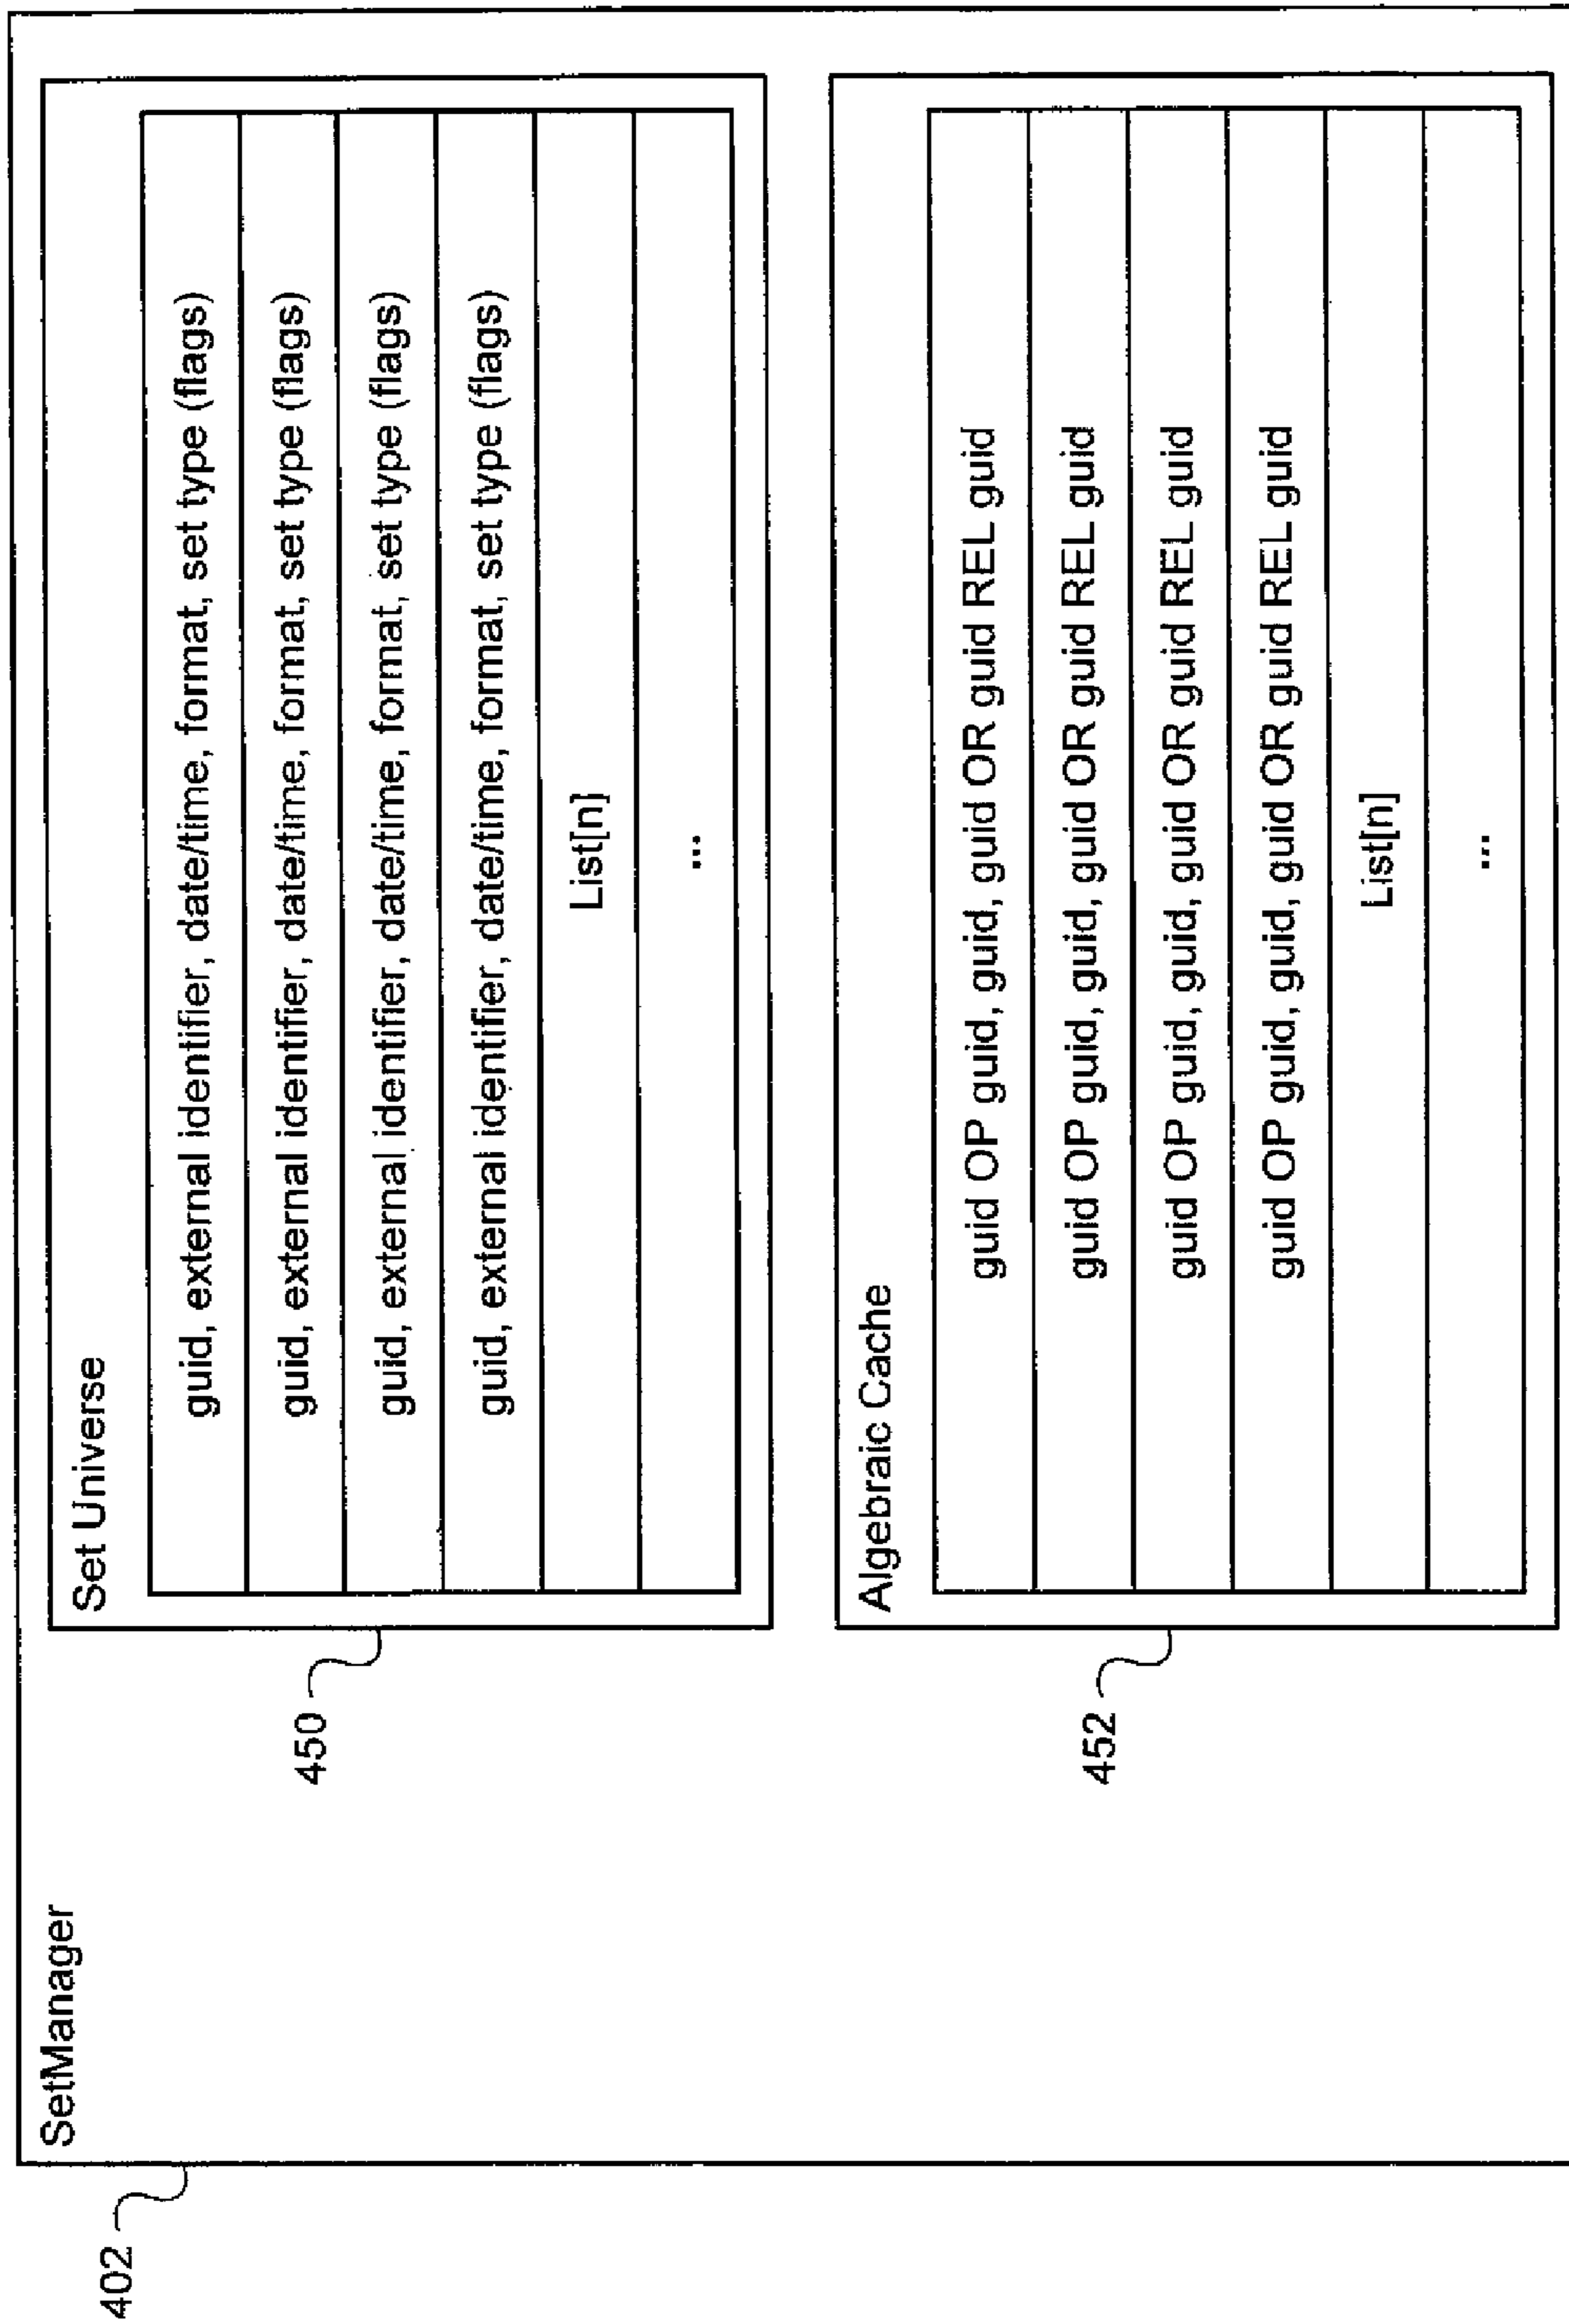 402
SetManager
450
Set Universe
guid, external identifier, date/time, format, set type (flags)
guid, external identifier, date/time, format, set type (flags)
guid, external identifier, date/time, format, set type (flags)
guid, external identifier, date/time, format, set type (flags)
List[n]
...
452
Algebraic Cache
guid OP guid, guid, guid OR guid REL guid
guid OP guid, guid, guid OR guid REL guid
guid OP guid, guid, guid OR guid REL guid
guid OP guid, guid, guid OR guid REL guid
List[n]
...